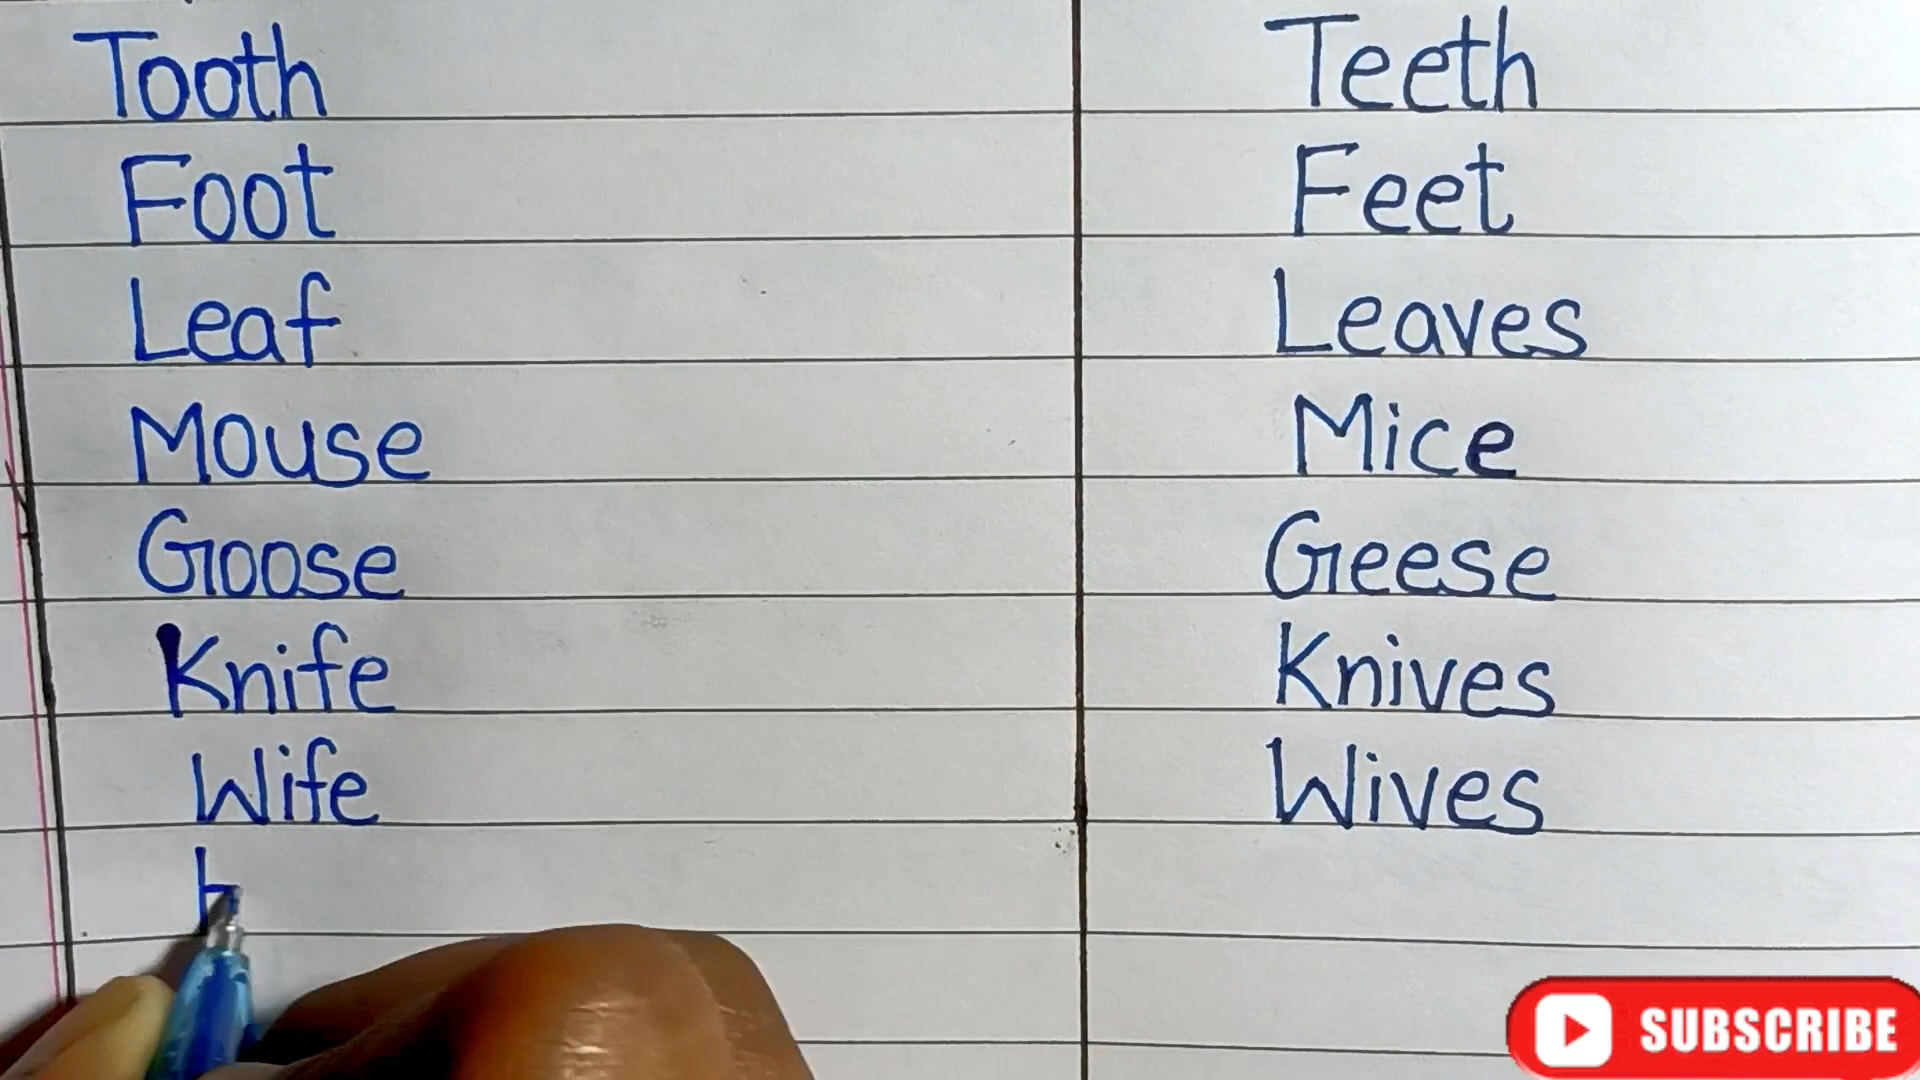 Tooth Teeth
Foot Feet
Leaf Leaves
Mouse Mice
Goose Geese
Knife Knives
Wife Wives
SUBSCRIBE